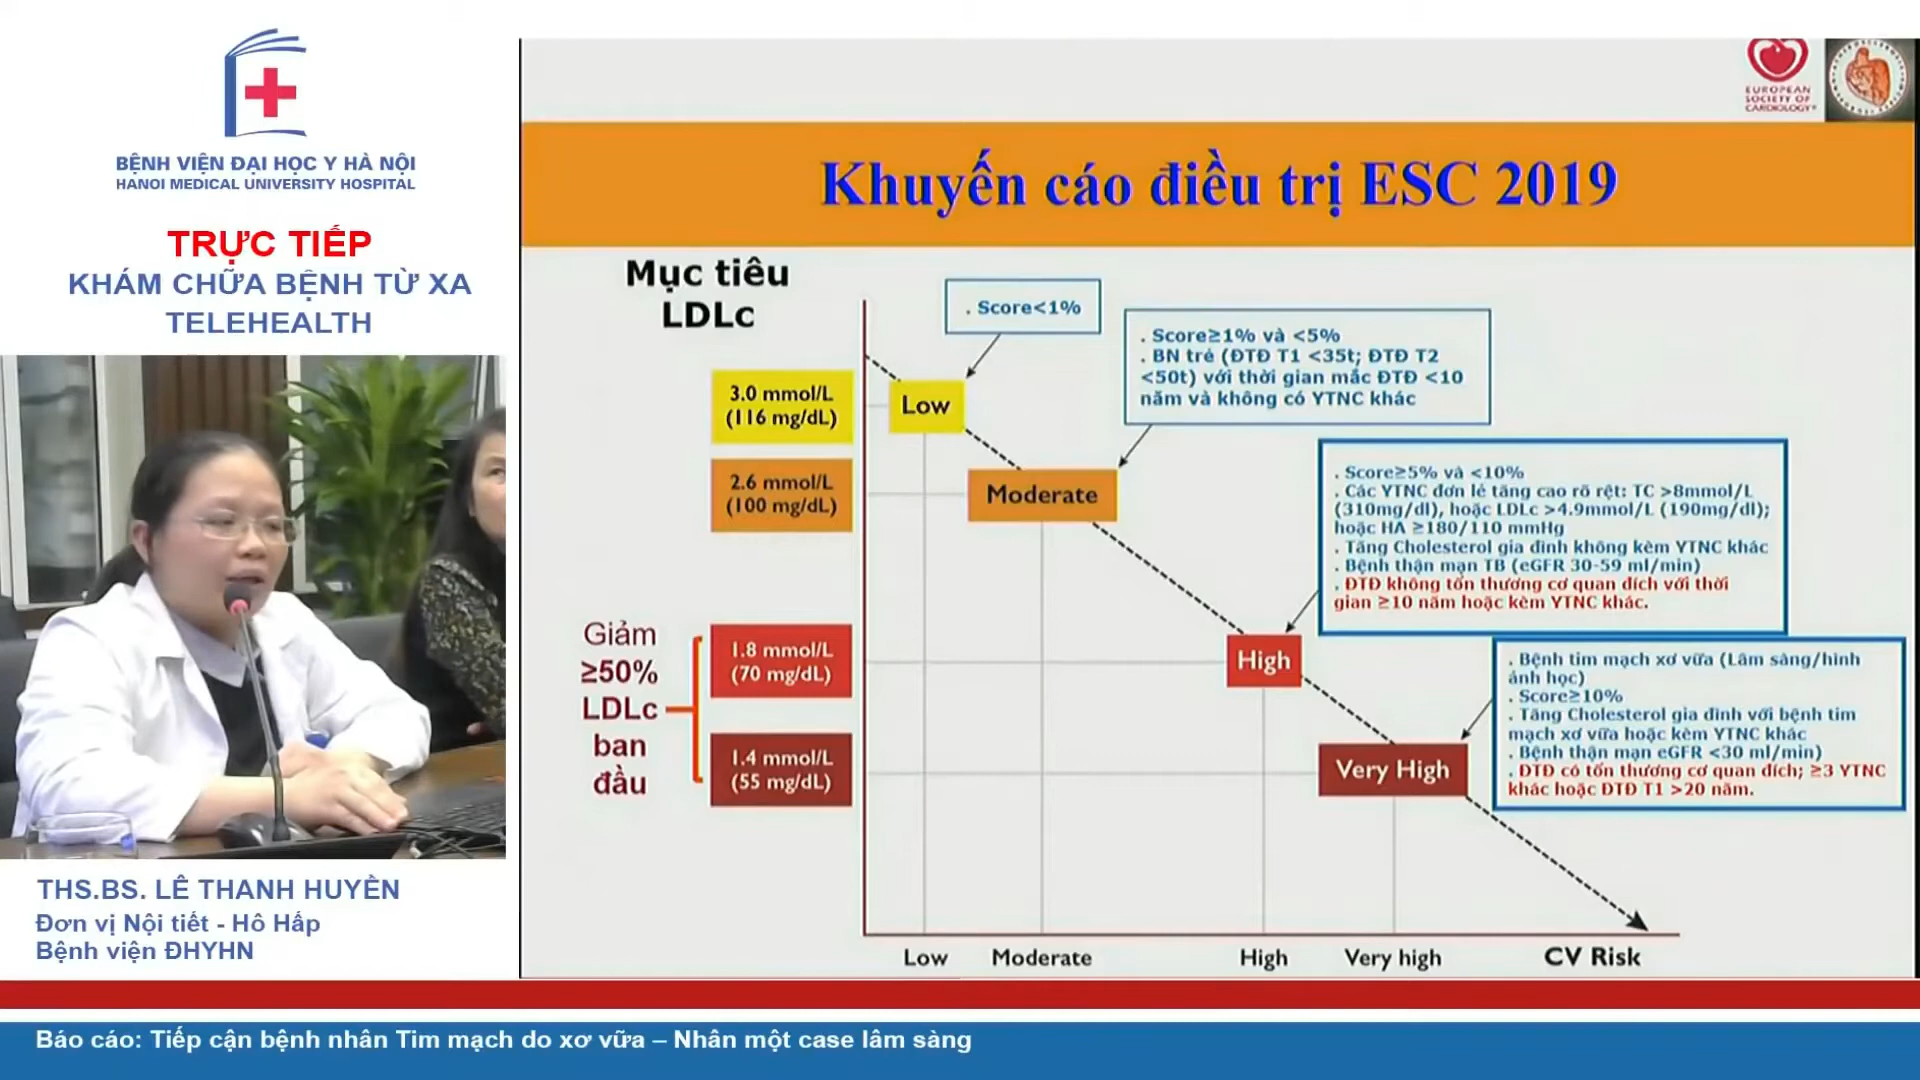 BỆNH VIỆN ĐẠI HỌC Y HÀ NỘI
HANOI MEDICAL UNIVERSITY HOSPITAL
TRỰC TIẾP
KHÁM CHỮA BỆNH TỪ XA
TELEHEALTH
THS.BS. LÊ THANH HUYỀN
Đơn vị Nội tiết - Hô Hấp
Bệnh viện ĐHYHN
EUROPEAN
SOCIETY OF
CARDIOLOGY®
Khuyến cáo điều trị ESC 2019
Mục tiêu
LDLc
. Score<1%
. Score≥1% và <5%
. BN trẻ (ĐTĐ T1 <35t; ĐTĐ T2
<50t) với thời gian mắc ĐTĐ <10
năm và không có YTNC khác
3.0 mmol/L
(116 mg/dL)
Low
2.6 mmol/L
(100 mg/dL)
Moderate
. Score≥5% và <10%
. Các YTNC đơn lẻ tăng cao rõ rệt: TC >8mmol/L
(310mg/dl), hoặc LDLc >4.9mmol/L (190mg/dl);
hoặc HA ≥180/110 mmHg
. Tăng Cholesterol gia đình không kèm YTNC khác
. Bệnh thận mạn TB (eGFR 30-59 ml/min)
. ĐTĐ không tổn thương cơ quan đích với thời
gian ≥10 năm hoặc kèm YTNC khác.
Giảm
≥50%
LDLc
ban
đầu
1.8 mmol/L
(70 mg/dL)
High
. Bệnh tim mạch xơ vữa (Lâm sàng/hình
ảnh học)
. Score≥10%
. Tăng Cholesterol gia đình với bệnh tim
mạch xơ vữa hoặc kèm YTNC khác
. Bệnh thận mạn eGFR <30 ml/min)
. ĐTĐ có tổn thương cơ quan đích; ≥3 YTNC
khác hoặc ĐTĐ T1 >20 năm.
1.4 mmol/L
(55 mg/dL)
Very High
Low
Moderate
High
Very high
CV Risk
Báo cáo: Tiếp cận bệnh nhân Tim mạch do xơ vữa – Nhân một case lâm sàng